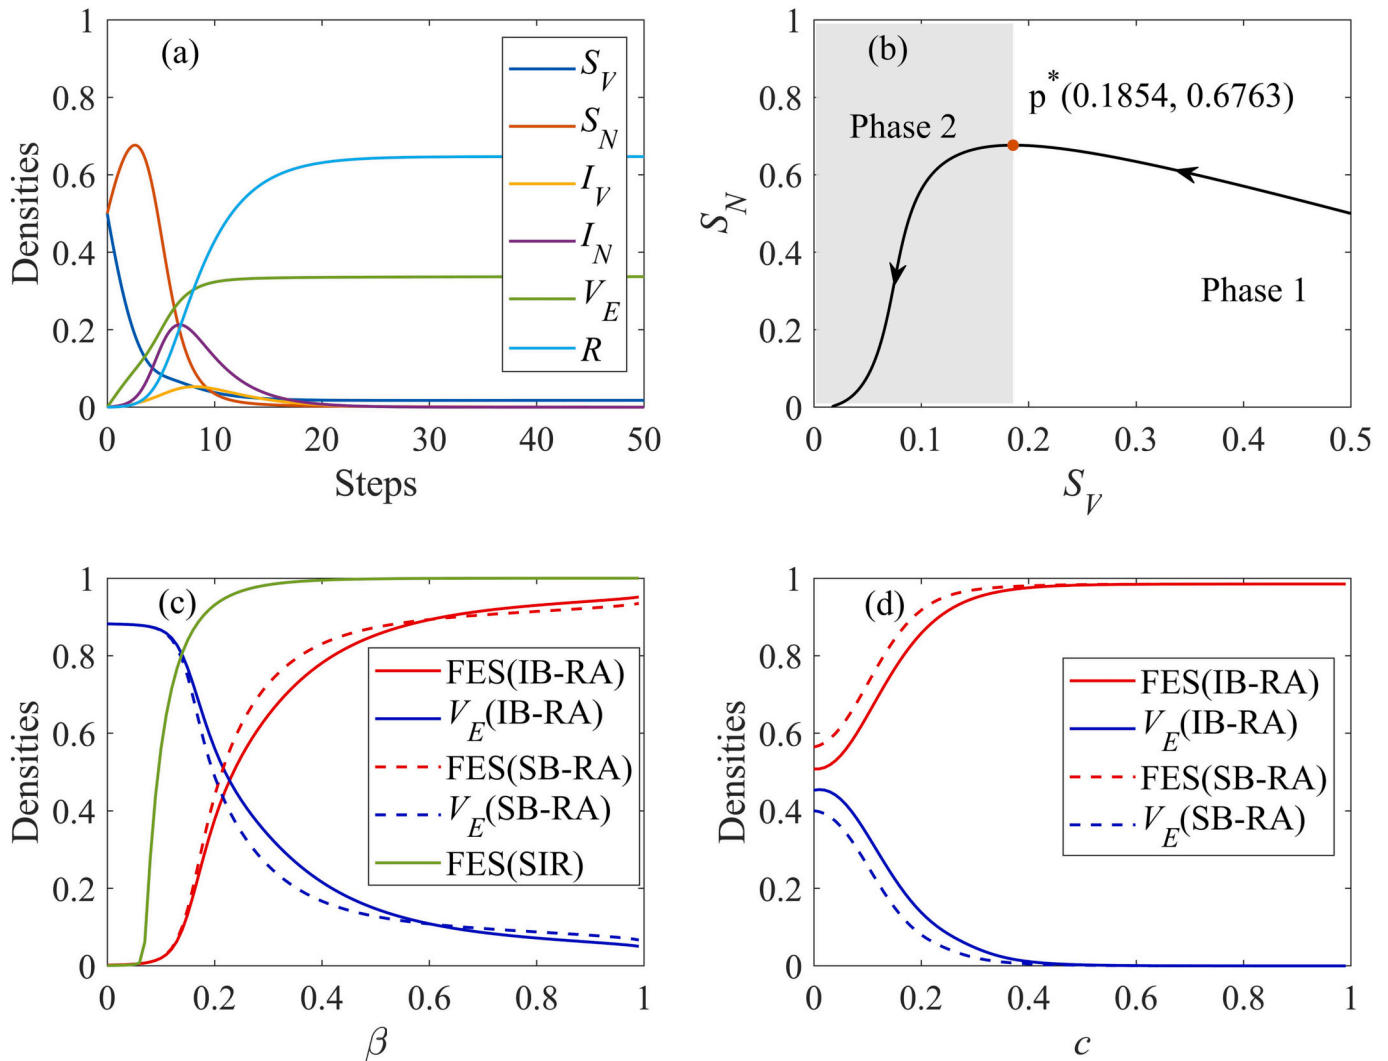 (a)
1
0.8
0.6
0.4
0.2
0
Densities
0 10 20 30 40 50
Steps
S_V
S_N
I_V
I_N
V_E
R
(b)
1
0.8
0.6
0.4
0.2
0
S_N
p*(0.1854, 0.6763)
Phase 2
Phase 1
0 0.1 0.2 0.3 0.4 0.5
S_V
(c)
1
0.8
0.6
0.4
0.2
0
Densities
FES(IB-RA)
V_E(IB-RA)
FES(SB-RA)
V_E(SB-RA)
FES(SIR)
0 0.2 0.4 0.6 0.8 1
β
(d)
1
0.8
0.6
0.4
0.2
0
Densities
FES(IB-RA)
V_E(IB-RA)
FES(SB-RA)
V_E(SB-RA)
0 0.2 0.4 0.6 0.8 1
c